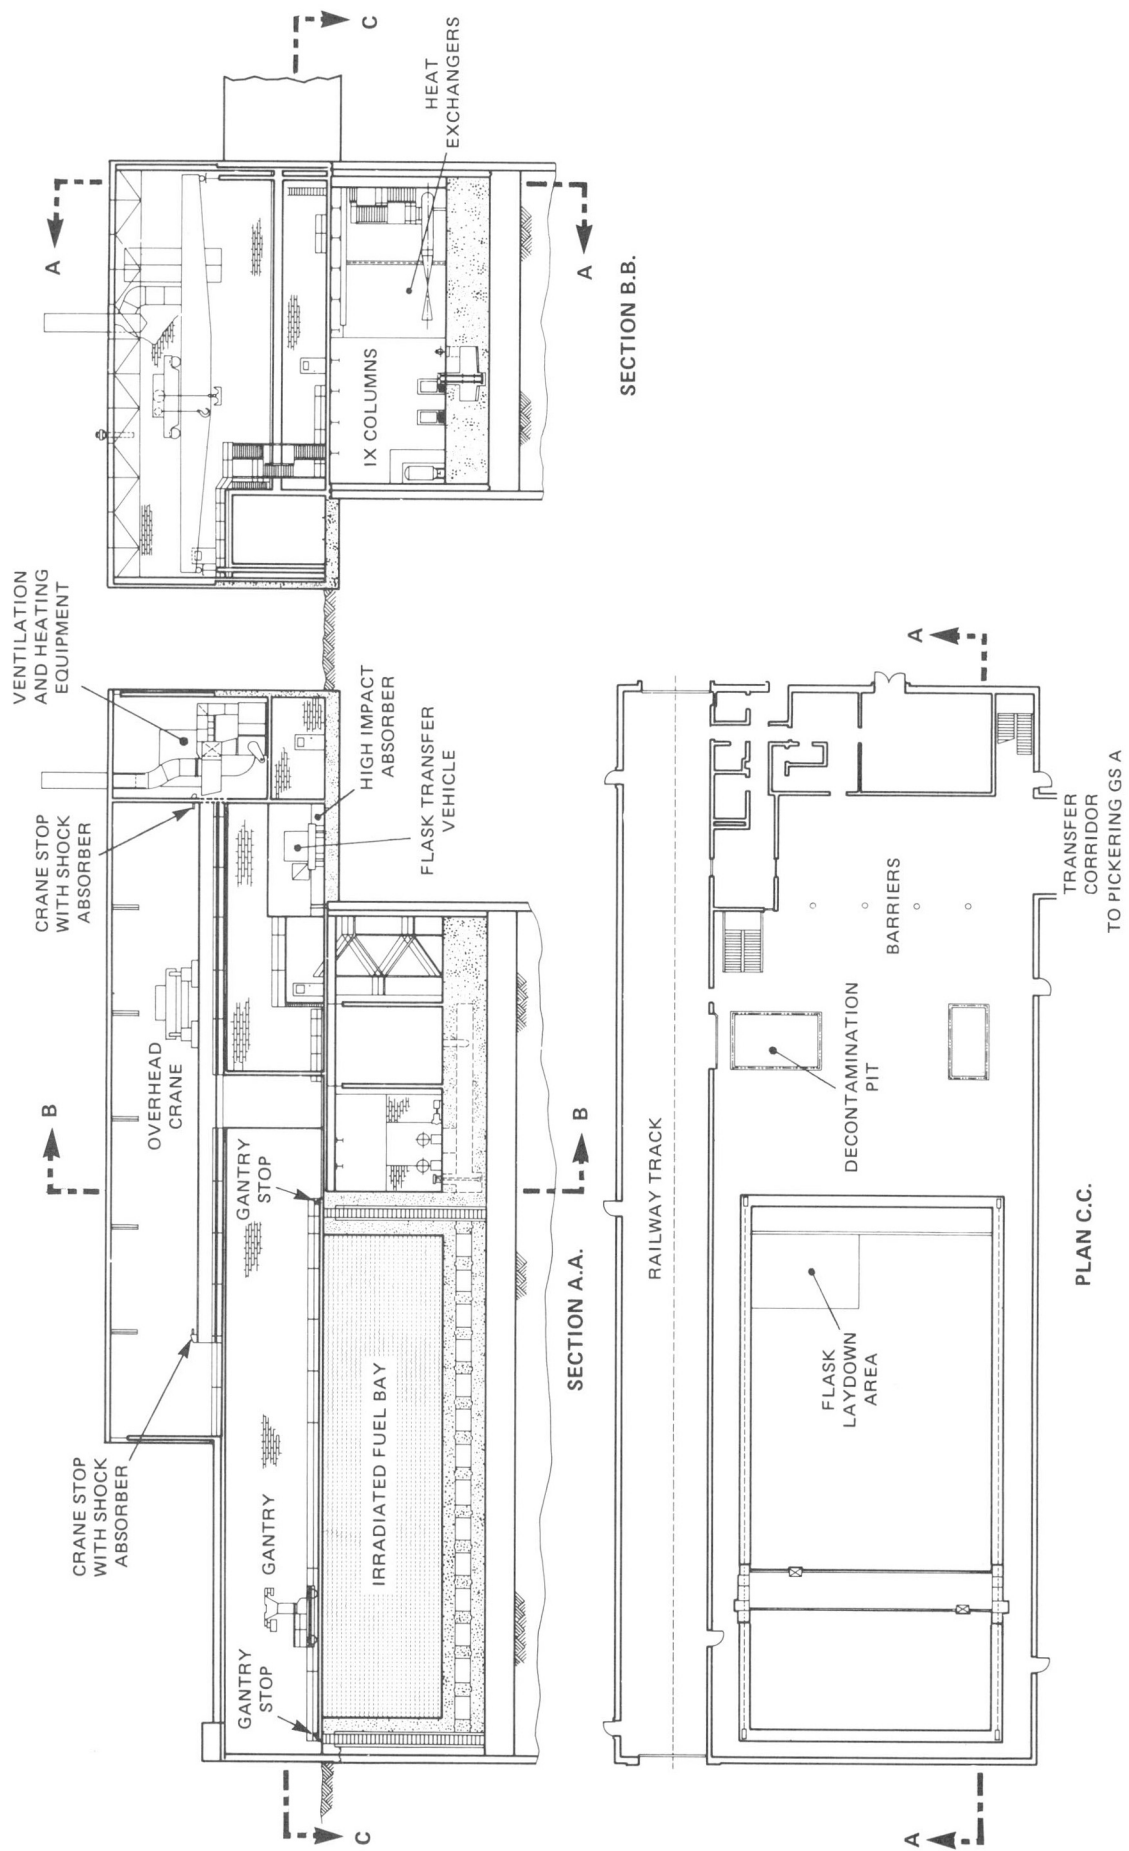 C
C
B
B
A
A
A
A
CRANE STOP
WITH SHOCK
ABSORBER
CRANE STOP
WITH SHOCK
ABSORBER
VENTILATION
AND HEATING
EQUIPMENT
OVERHEAD
CRANE
GANTRY
STOP
GANTRY
GANTRY
STOP
HIGH IMPACT
ABSORBER
FLASK TRANSFER
VEHICLE
IRRADIATED FUEL BAY
SECTION A.A.
IX COLUMNS
HEAT
EXCHANGERS
SECTION B.B.
RAILWAY TRACK
FLASK
LAYDOWN
AREA
DECONTAMINATION
PIT
BARRIERS
TRANSFER
CORRIDOR
TO PICKERING GS A
PLAN C.C.